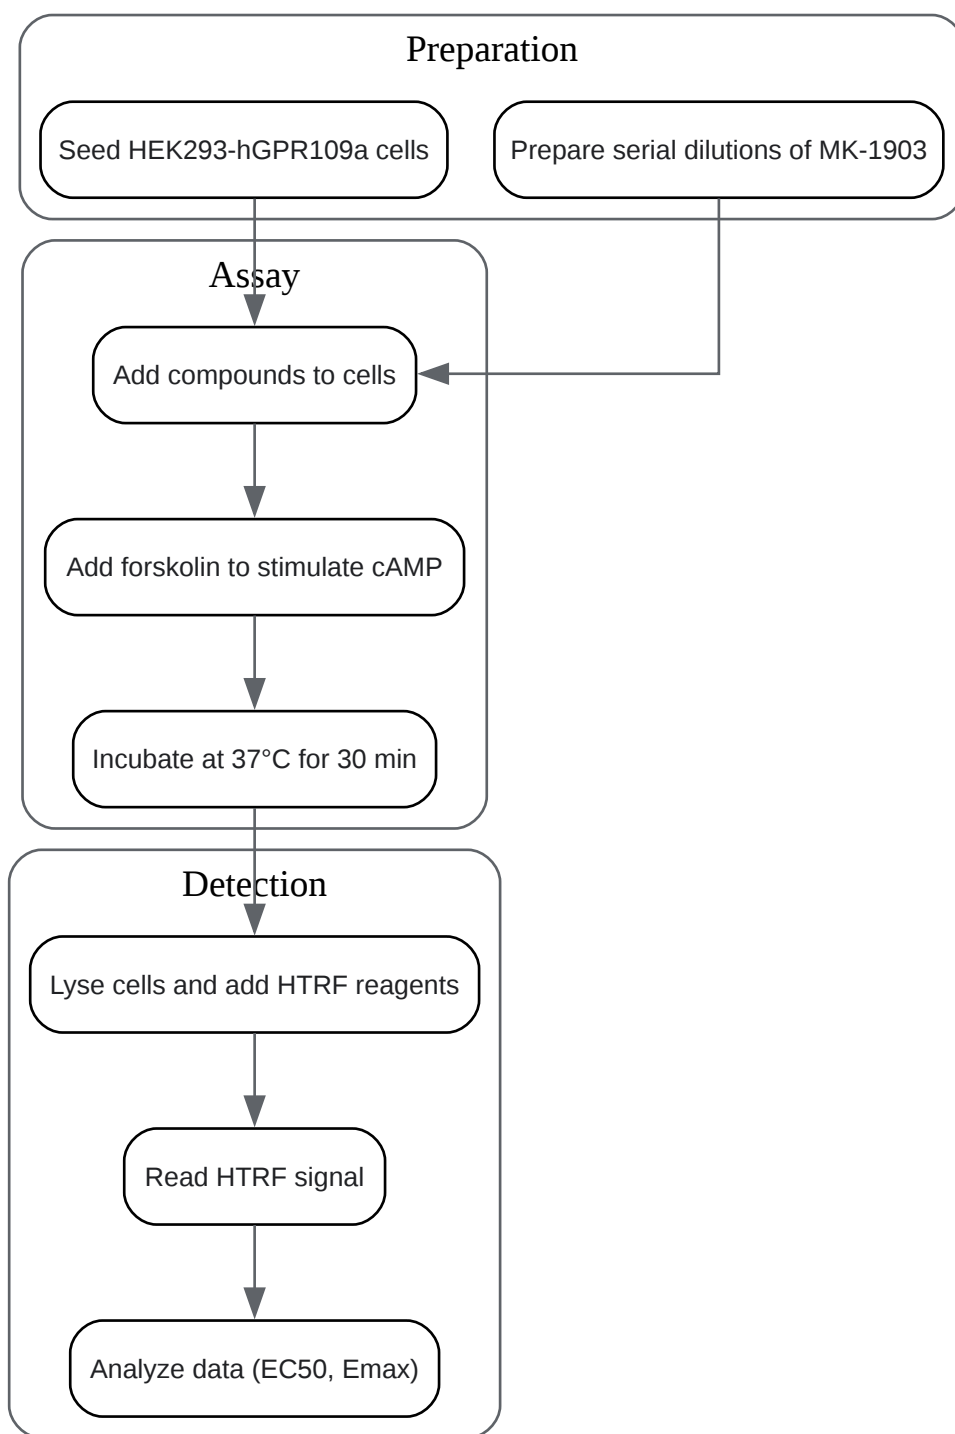 Preparation
Seed HEK293-hGPR109a cells
Prepare serial dilutions of MK-1903
Assay
Add compounds to cells
Add forskolin to stimulate cAMP
Incubate at 37°C for 30 min
Detection
Lyse cells and add HTRF reagents
Read HTRF signal
Analyze data (EC50, Emax)